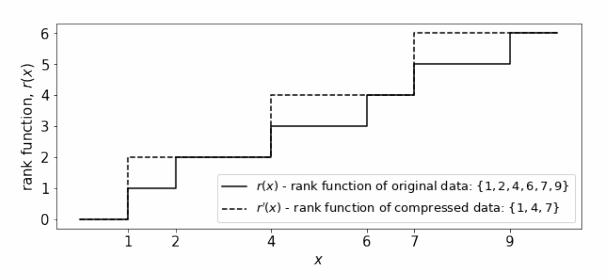 6
5
4
3
2
1
0
rank function, r(x)
r(x) - rank function of original data: {1, 2, 4, 6, 7, 9}
r'(x) - rank function of compressed data: {1, 4, 7}
1 2 4 6 7 9
x